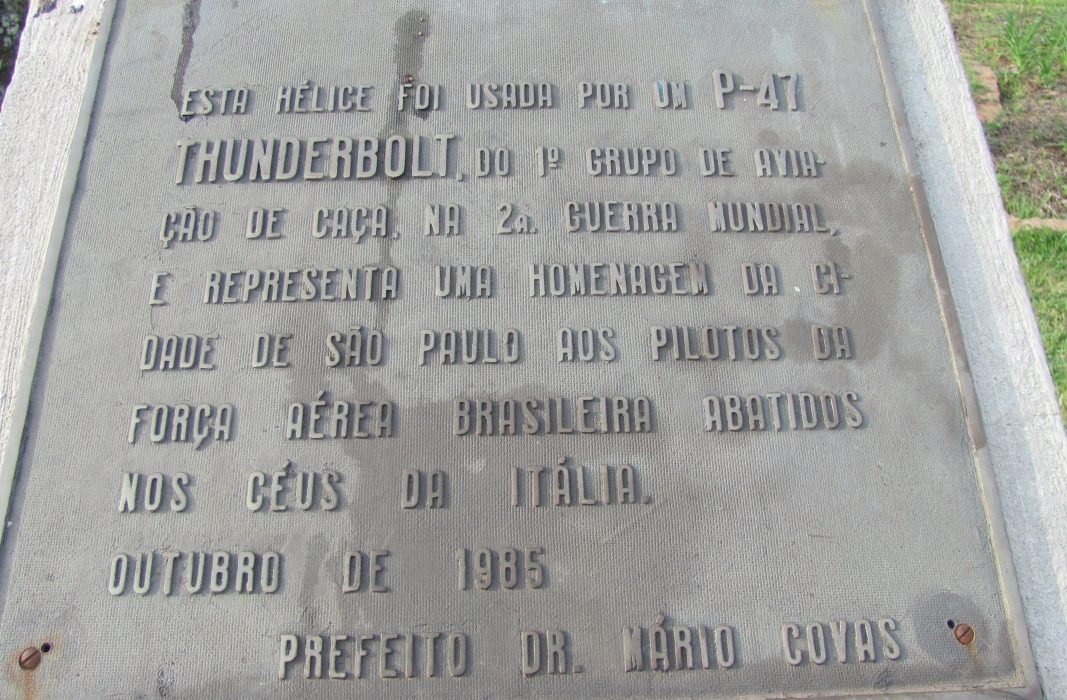 ESTA HÉLICE FOI USADA POR UM P-47
THUNDERBOLT, DO 1º GRUPO DE AVIA-
ÇÃO DE CAÇA, NA 2a. GUERRA MUNDIAL,
E REPRESENTA UMA HOMENAGEM DA CI-
DADE DE SÃO PAULO AOS PILOTOS DA
FORÇA AÉREA BRASILEIRA ABATIDOS
NOS CÉUS DA ITÁLIA.
OUTUBRO DE 1985
PREFEITO DR. MÁRIO COVAS